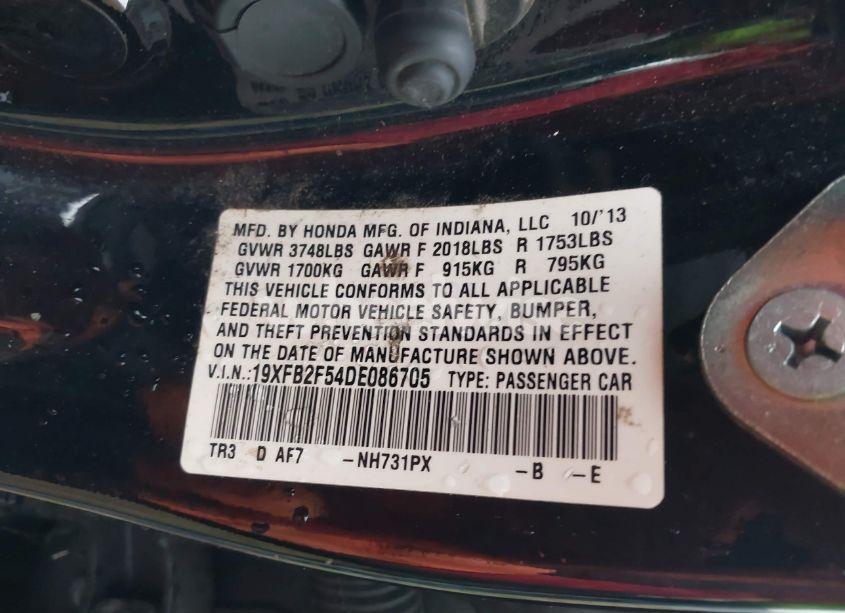 MFD. BY HONDA MFG. OF INDIANA, LLC 10/'13
GVWR 3748LBS GAWR F 2018LBS R 1753LBS
GVWR 1700KG GAWR F 915KG R 795KG
THIS VEHICLE CONFORMS TO ALL APPLICABLE
FEDERAL MOTOR VEHICLE SAFETY, BUMPER,
AND THEFT PREVENTION STANDARDS IN EFFECT
ON THE DATE OF MANUFACTURE SHOWN ABOVE.
V.I.N.:19XFB2F54DE086705 TYPE: PASSENGER CAR
TR3 D AF7 -NH731PX -B -E